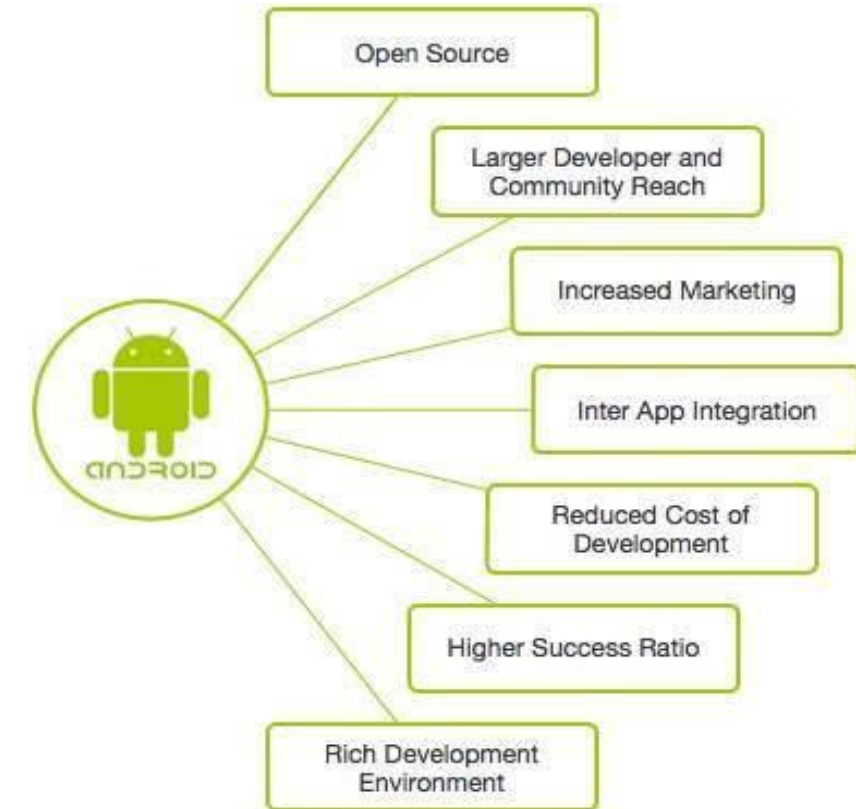 Open Source
Larger Developer and
Community Reach
Increased Marketing
Inter App Integration
ANDROID
Reduced Cost of
Development
Higher Success Ratio
Rich Development
Environment